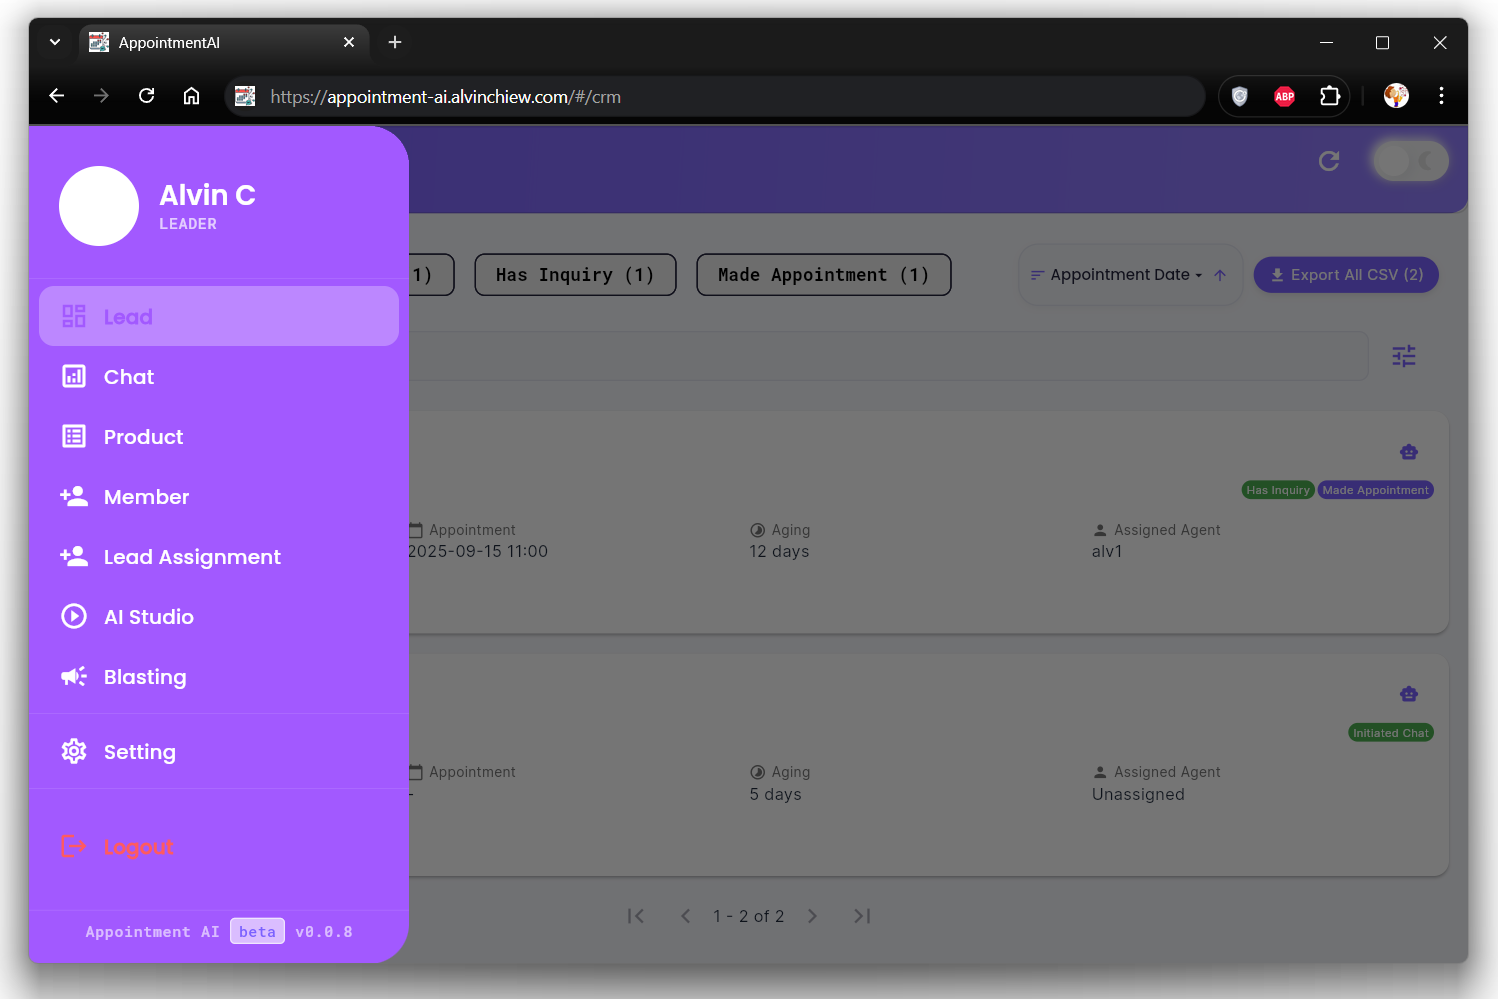 AppointmentAI
https://appointment-ai.alvinchiew.com/#/crm
ABP
Alvin C
LEADER
Lead
Chat
Product
Member
Lead Assignment
AI Studio
Blasting
Setting
Logout
Appointment AI beta v0.0.8
1)
Has Inquiry (1)
Made Appointment (1)
Appointment Date
Export All CSV (2)
Has Inquiry
Made Appointment
Appointment
2025-09-15 11:00
Aging
12 days
Assigned Agent
alv1
Initiated Chat
Appointment
-
Aging
5 days
Assigned Agent
Unassigned
1 - 2 of 2